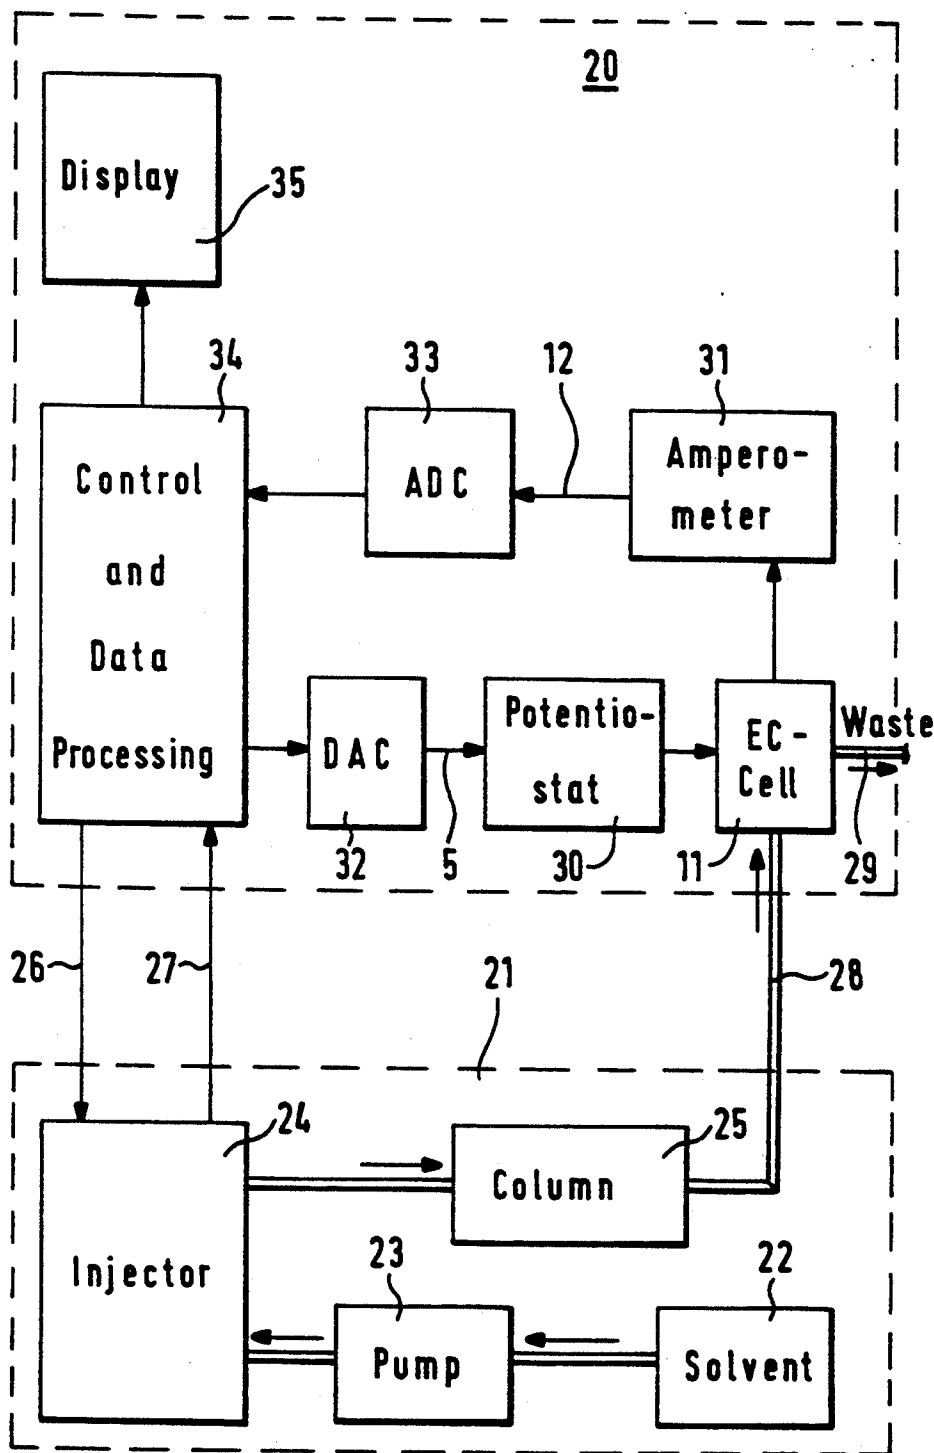 20
Display
35
34
33
12
31
Control
and
Data
Processing
ADC
Ampero-
meter
DAC
Potentio-
stat
EC-
Cell
Waste
32
5
30
11
29
26
27
21
28
24
25
Column
Injector
23
22
Pump
Solvent